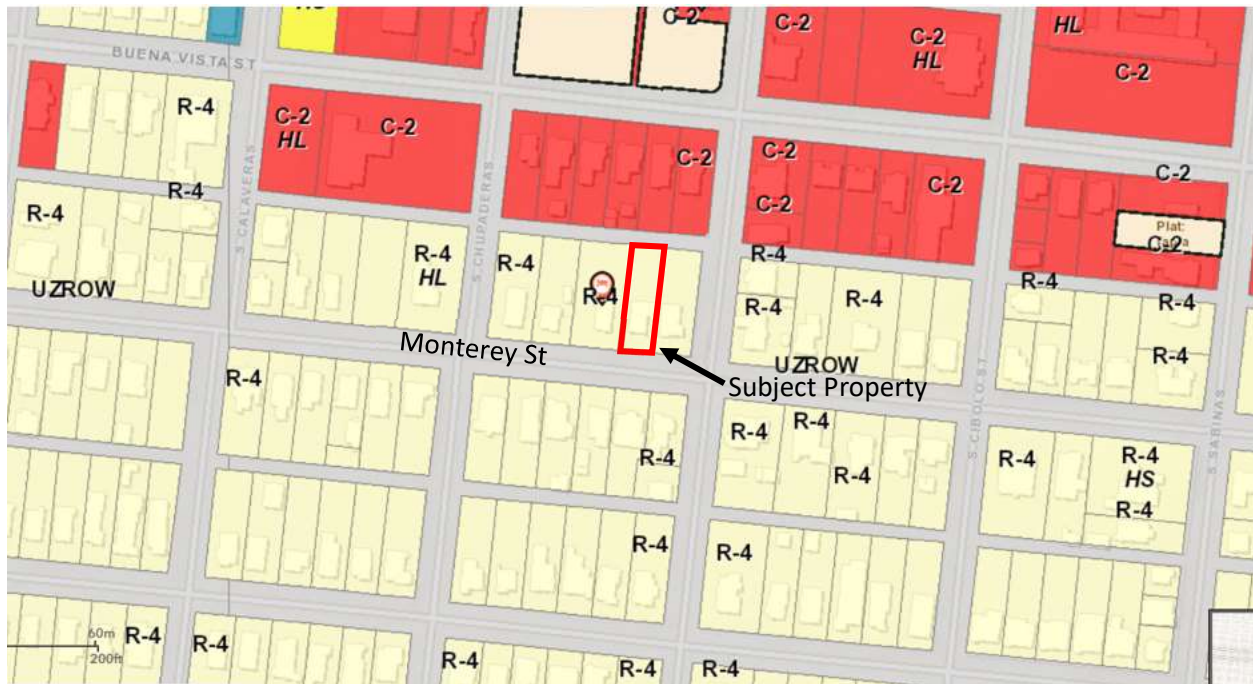 C-2
C-2
HL
C-2
HL
C-2
BUENA VISTA ST
R-4
C-2
HL
C-2
C-2
C-2
C-2
C-2
C-2
R-4
R-4
S CALAVERAS
S CHUPADERAS
Plat:
C-2
R-4
HL
R-4
R-4
R-4
R-4
R-4
R-4
R-4
UZROW
Monterey St
UZROW
R-4
Subject Property
R-4
S CIBOLO ST
S SABINAS
R-4
R-4
R-4
R-4
R-4
R-4
HS
R-4
R-4
R-4
60m
200ft
R-4
R-4
R-4
R-4
R-4